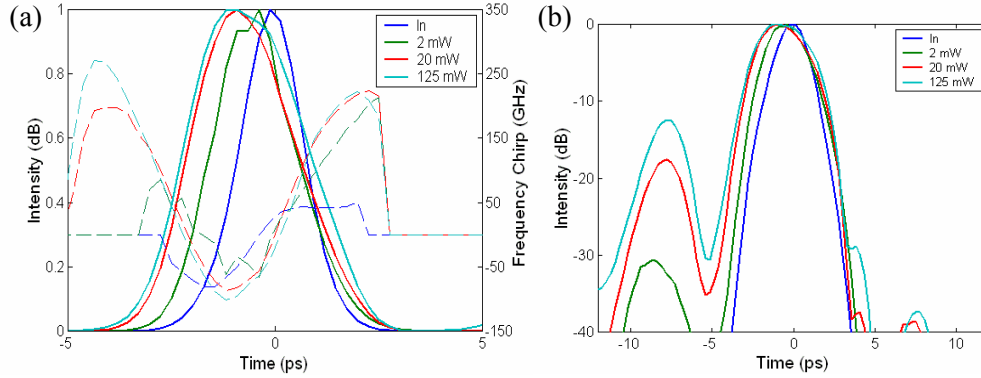 (a)
1
0.8
0.6
0.4
0.2
0
Intensity (dB)
-5
0
5
Time (ps)
350
250
150
50
-50
150
Frequency Chirp (GHz)
In
2 mW
20 mW
125 mW
(b)
0
-10
-20
-30
-40
Intensity (dB)
-10
-5
0
5
10
Time (ps)
In
2 mW
20 mW
125 mW